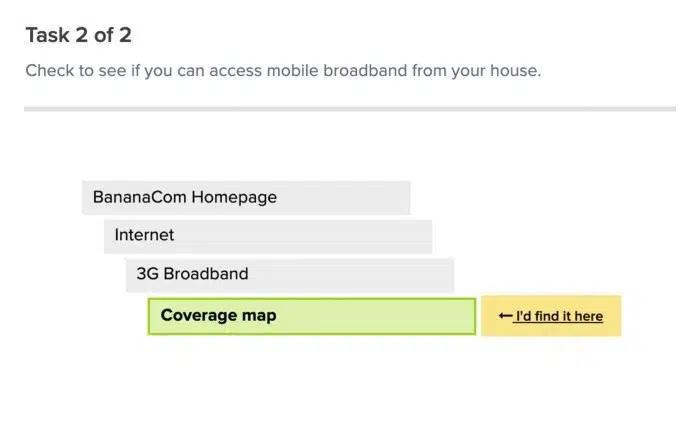 Task 2 of 2
Check to see if you can access mobile broadband from your house.
BananaCom Homepage
Internet
3G Broadband
Coverage map
← I'd find it here